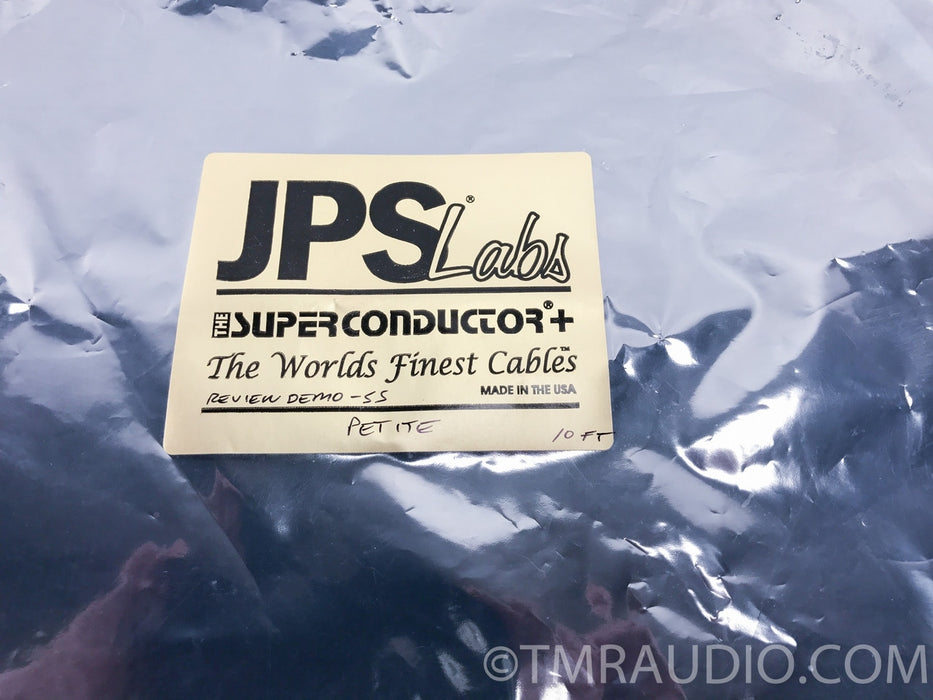 JPS® Labs
THE SUPERCONDUCTOR®+
The Worlds Finest Cables™
REVIEW DEMO - SS MADE IN THE USA
PETITE
10 FT
©TMRAUDIO.COM